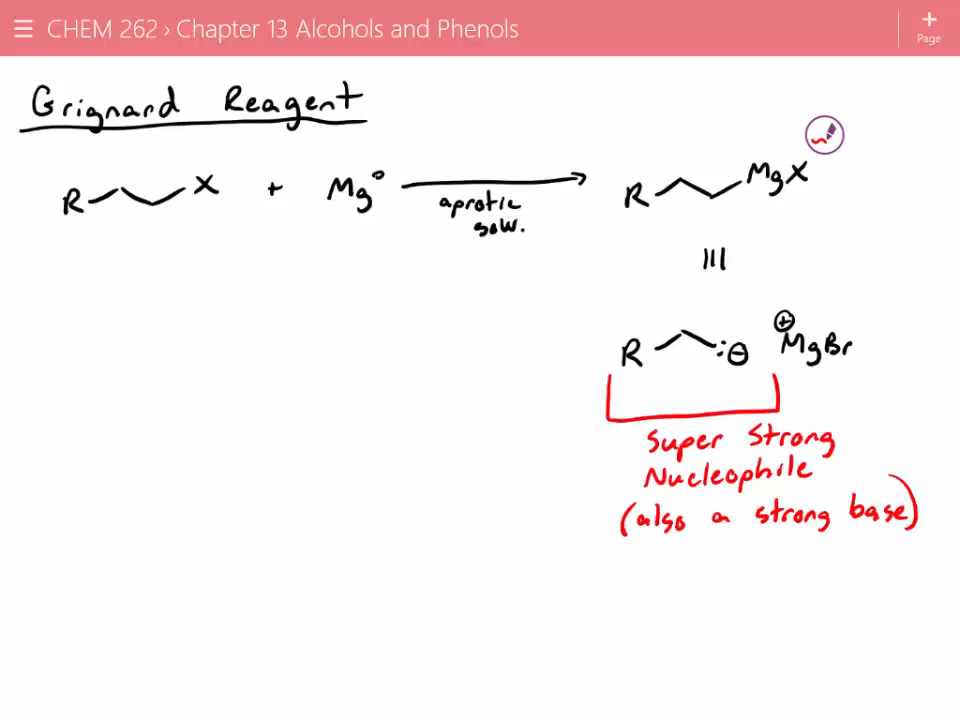 CHEM 262 › Chapter 13 Alcohols and Phenols
+
Page
Grignard Reagent
R X + Mg° aprotic solv. R MgX
III
R :⊖ ⊕MgBr
Super Strong
Nucleophile
(also a strong base)